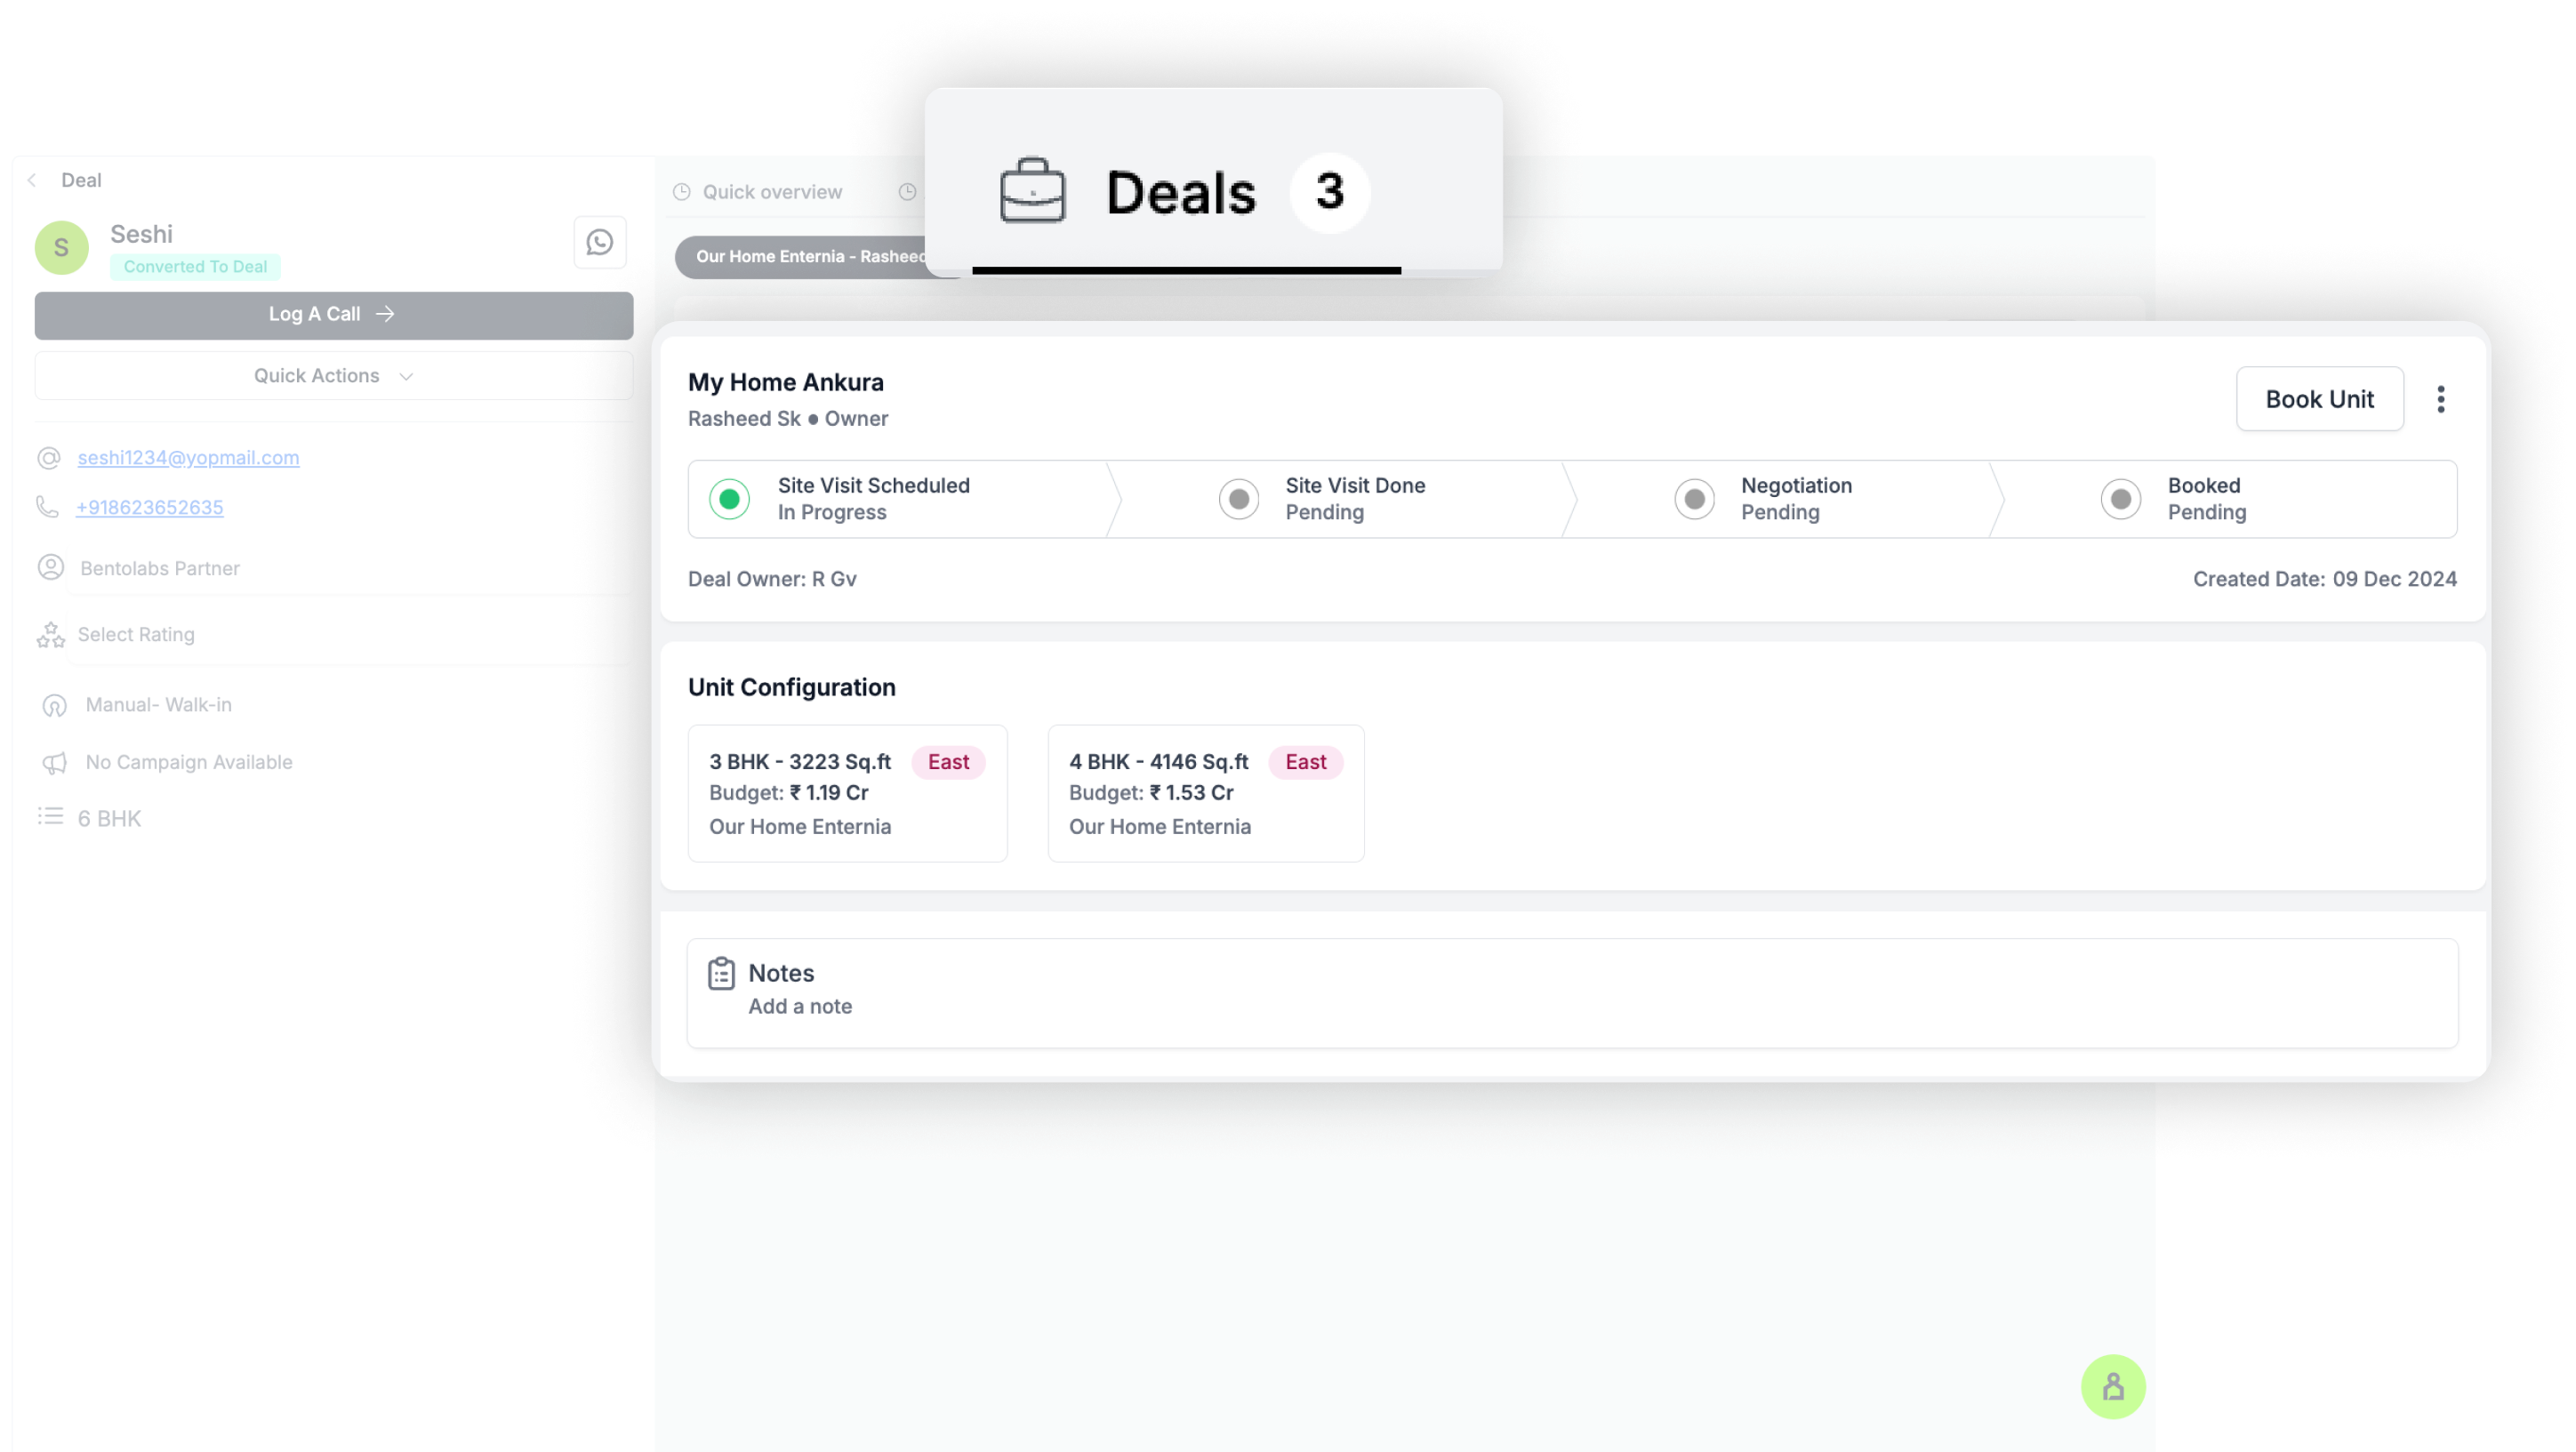 Deals 3
Deal
S
Seshi
Converted To Deal
Log A Call
Quick Actions
seshi1234@yopmail.com
+918623652635
Bentolabs Partner
Select Rating
Manual- Walk-in
No Campaign Available
6 BHK
Quick overview
Our Home Enternia - Rasheed
My Home Ankura
Rasheed Sk ● Owner
Book Unit
Site Visit Scheduled
In Progress
Site Visit Done
Pending
Negotiation
Pending
Booked
Pending
Deal Owner: R Gv
Created Date: 09 Dec 2024
Unit Configuration
3 BHK - 3223 Sq.ft East
Budget: ₹ 1.19 Cr
Our Home Enternia
4 BHK - 4146 Sq.ft East
Budget: ₹ 1.53 Cr
Our Home Enternia
Notes
Add a note